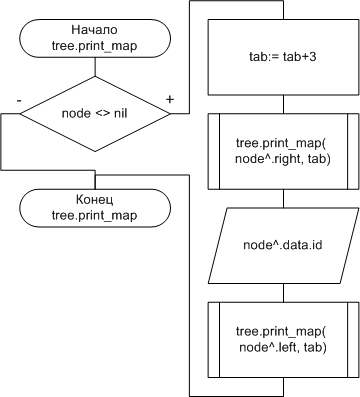 Начало
tree.print_map
-
node <> nil
+
Конец
tree.print_map
tab:= tab+3
tree.print_map(
node^.right, tab)
node^.data.id
tree.print_map(
node^.left, tab)